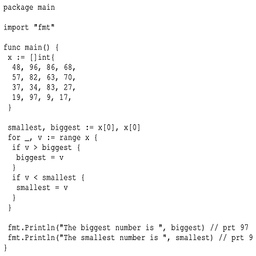 package main

import "fmt"

func main() {
 x := []int{
  48, 96, 86, 68,
  57, 82, 63, 70,
  37, 34, 83, 27,
  19, 97, 9, 17,
 }

 smallest, biggest := x[0], x[0]
 for _, v := range x {
  if v > biggest {
   biggest = v
  }
  if v < smallest {
   smallest = v
  }
 }

 fmt.Println("The biggest number is ", biggest) // prt 97
 fmt.Println("The smallest number is ", smallest) // prt 9
}